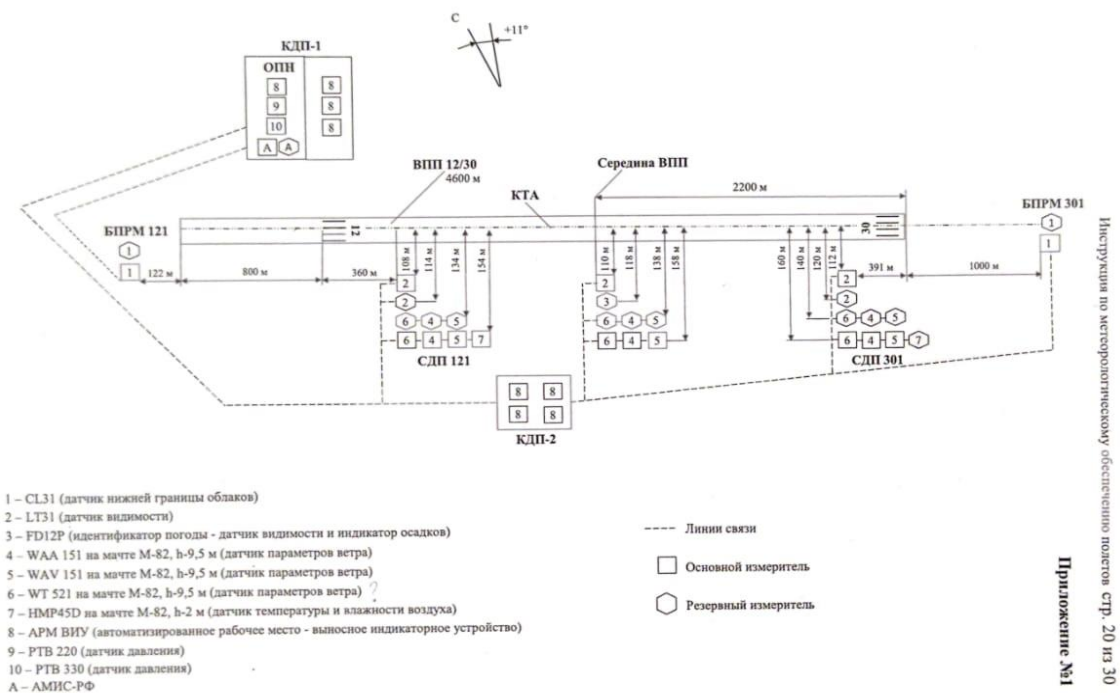 С
+11°
КДП-1
ОПН
8
8
9
8
10
8
А
А
ВПП 12/30
4600 м
КТА
Середина ВПП
2200 м
БПРМ 121
БПРМ 301
1
1
1
1
12
30
122 м
800 м
360 м
108 м
114 м
134 м
154 м
110 м
118 м
138 м
158 м
160 м
140 м
120 м
112 м
391 м
1000 м
2
2
6 4 5
6 4 5 7
СДП 121
2
3
6 4 5
6 4 5
2
2
6 4 5
6 4 5 7
СДП 301
8 8
8 8
КДП-2
1 – CL31 (датчик нижней границы облаков)
2 – LT31 (датчик видимости)
3 – FD12P (идентификатор погоды - датчик видимости и индикатор осадков)
4 – WAA 151 на мачте М-82, h-9,5 м (датчик параметров ветра)
5 – WAV 151 на мачте М-82, h-9,5 м (датчик параметров ветра)
6 – WT 521 на мачте М-82, h-9,5 м (датчик параметров ветра) ?
7 – HMP45D на мачте М-82, h-2 м (датчик температуры и влажности воздуха)
8 – АРМ ВИУ (автоматизированное рабочее место - выносное индикаторное устройство)
9 – РТВ 220 (датчик давления)
10 – РТВ 330 (датчик давления)
А – АМИС-РФ
Линии связи
Основной измеритель
Резервный измеритель
Инструкция по метеорологическому обеспечению полетов стр. 20 из 30
Приложение №1